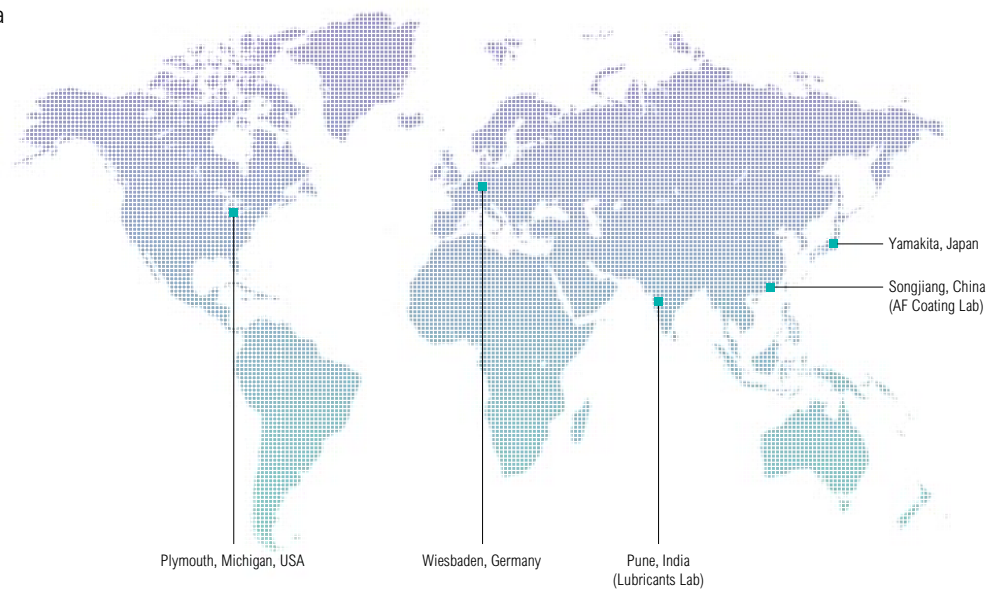 a
Yamakita, Japan
Songjiang, China
(AF Coating Lab)
Plymouth, Michigan, USA
Wiesbaden, Germany
Pune, India
(Lubricants Lab)